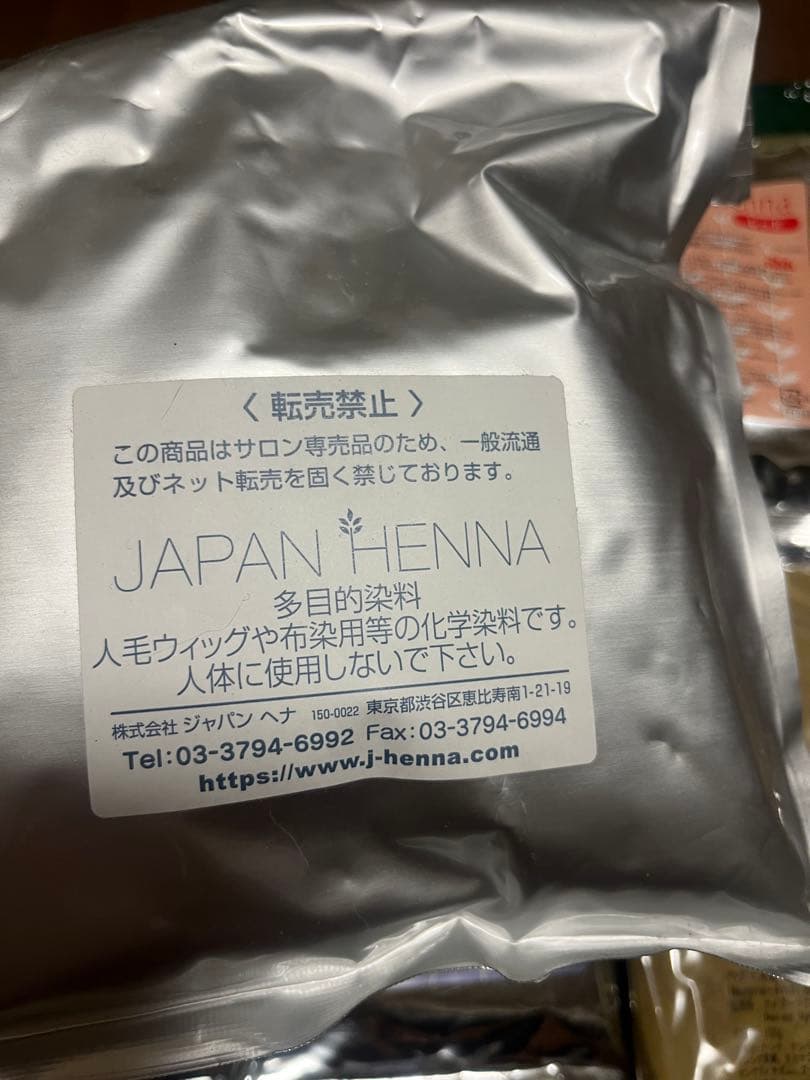 〈 転売禁止 〉
この商品はサロン専売品のため、一般流通
及びネット転売を固く禁じております。
JAPAN HENNA
多目的染料
人毛ウィッグや布染用等の化学染料です。
人体に使用しないで下さい。
株式会社 ジャパン ヘナ 150-0022 東京都渋谷区恵比寿南1-21-19
Tel:03-3794-6992 Fax:03-3794-6994
https://www.j-henna.com